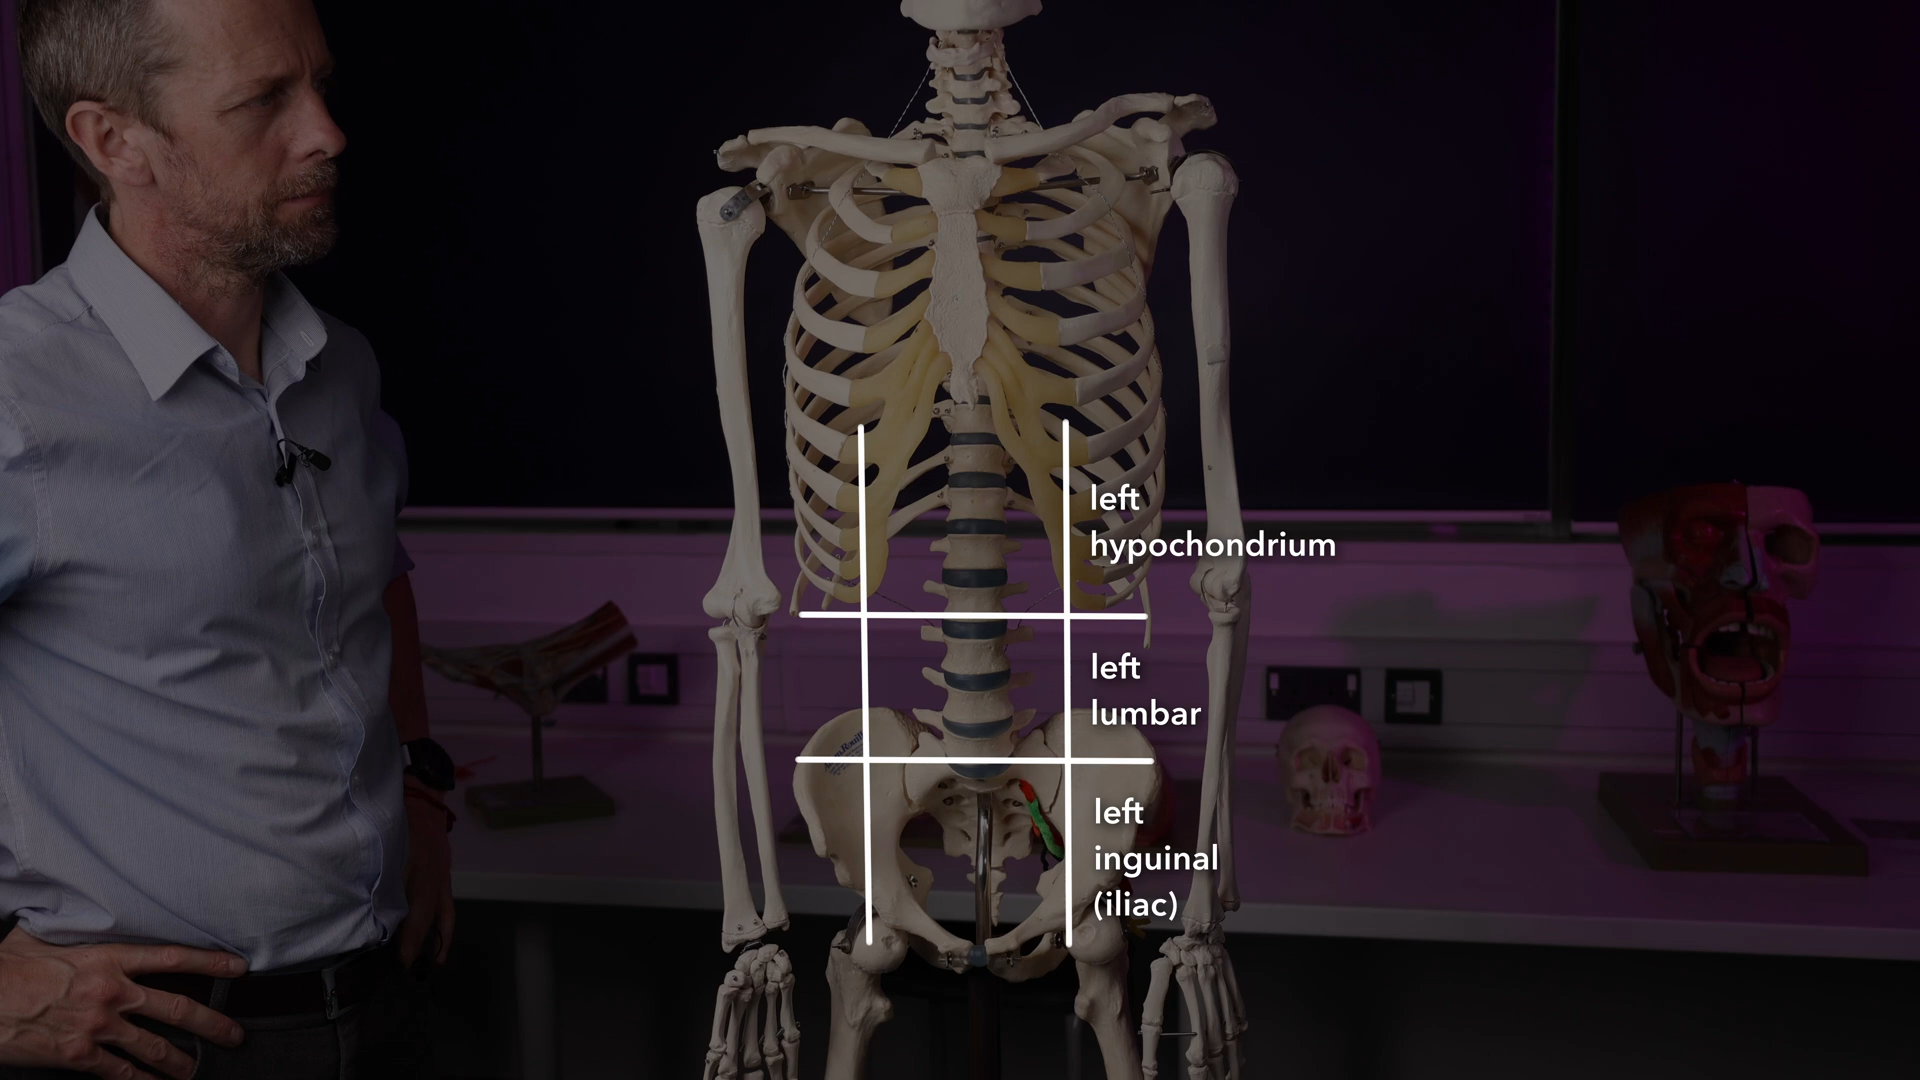 left
hypochondrium
left
lumbar
left
inguinal
(iliac)